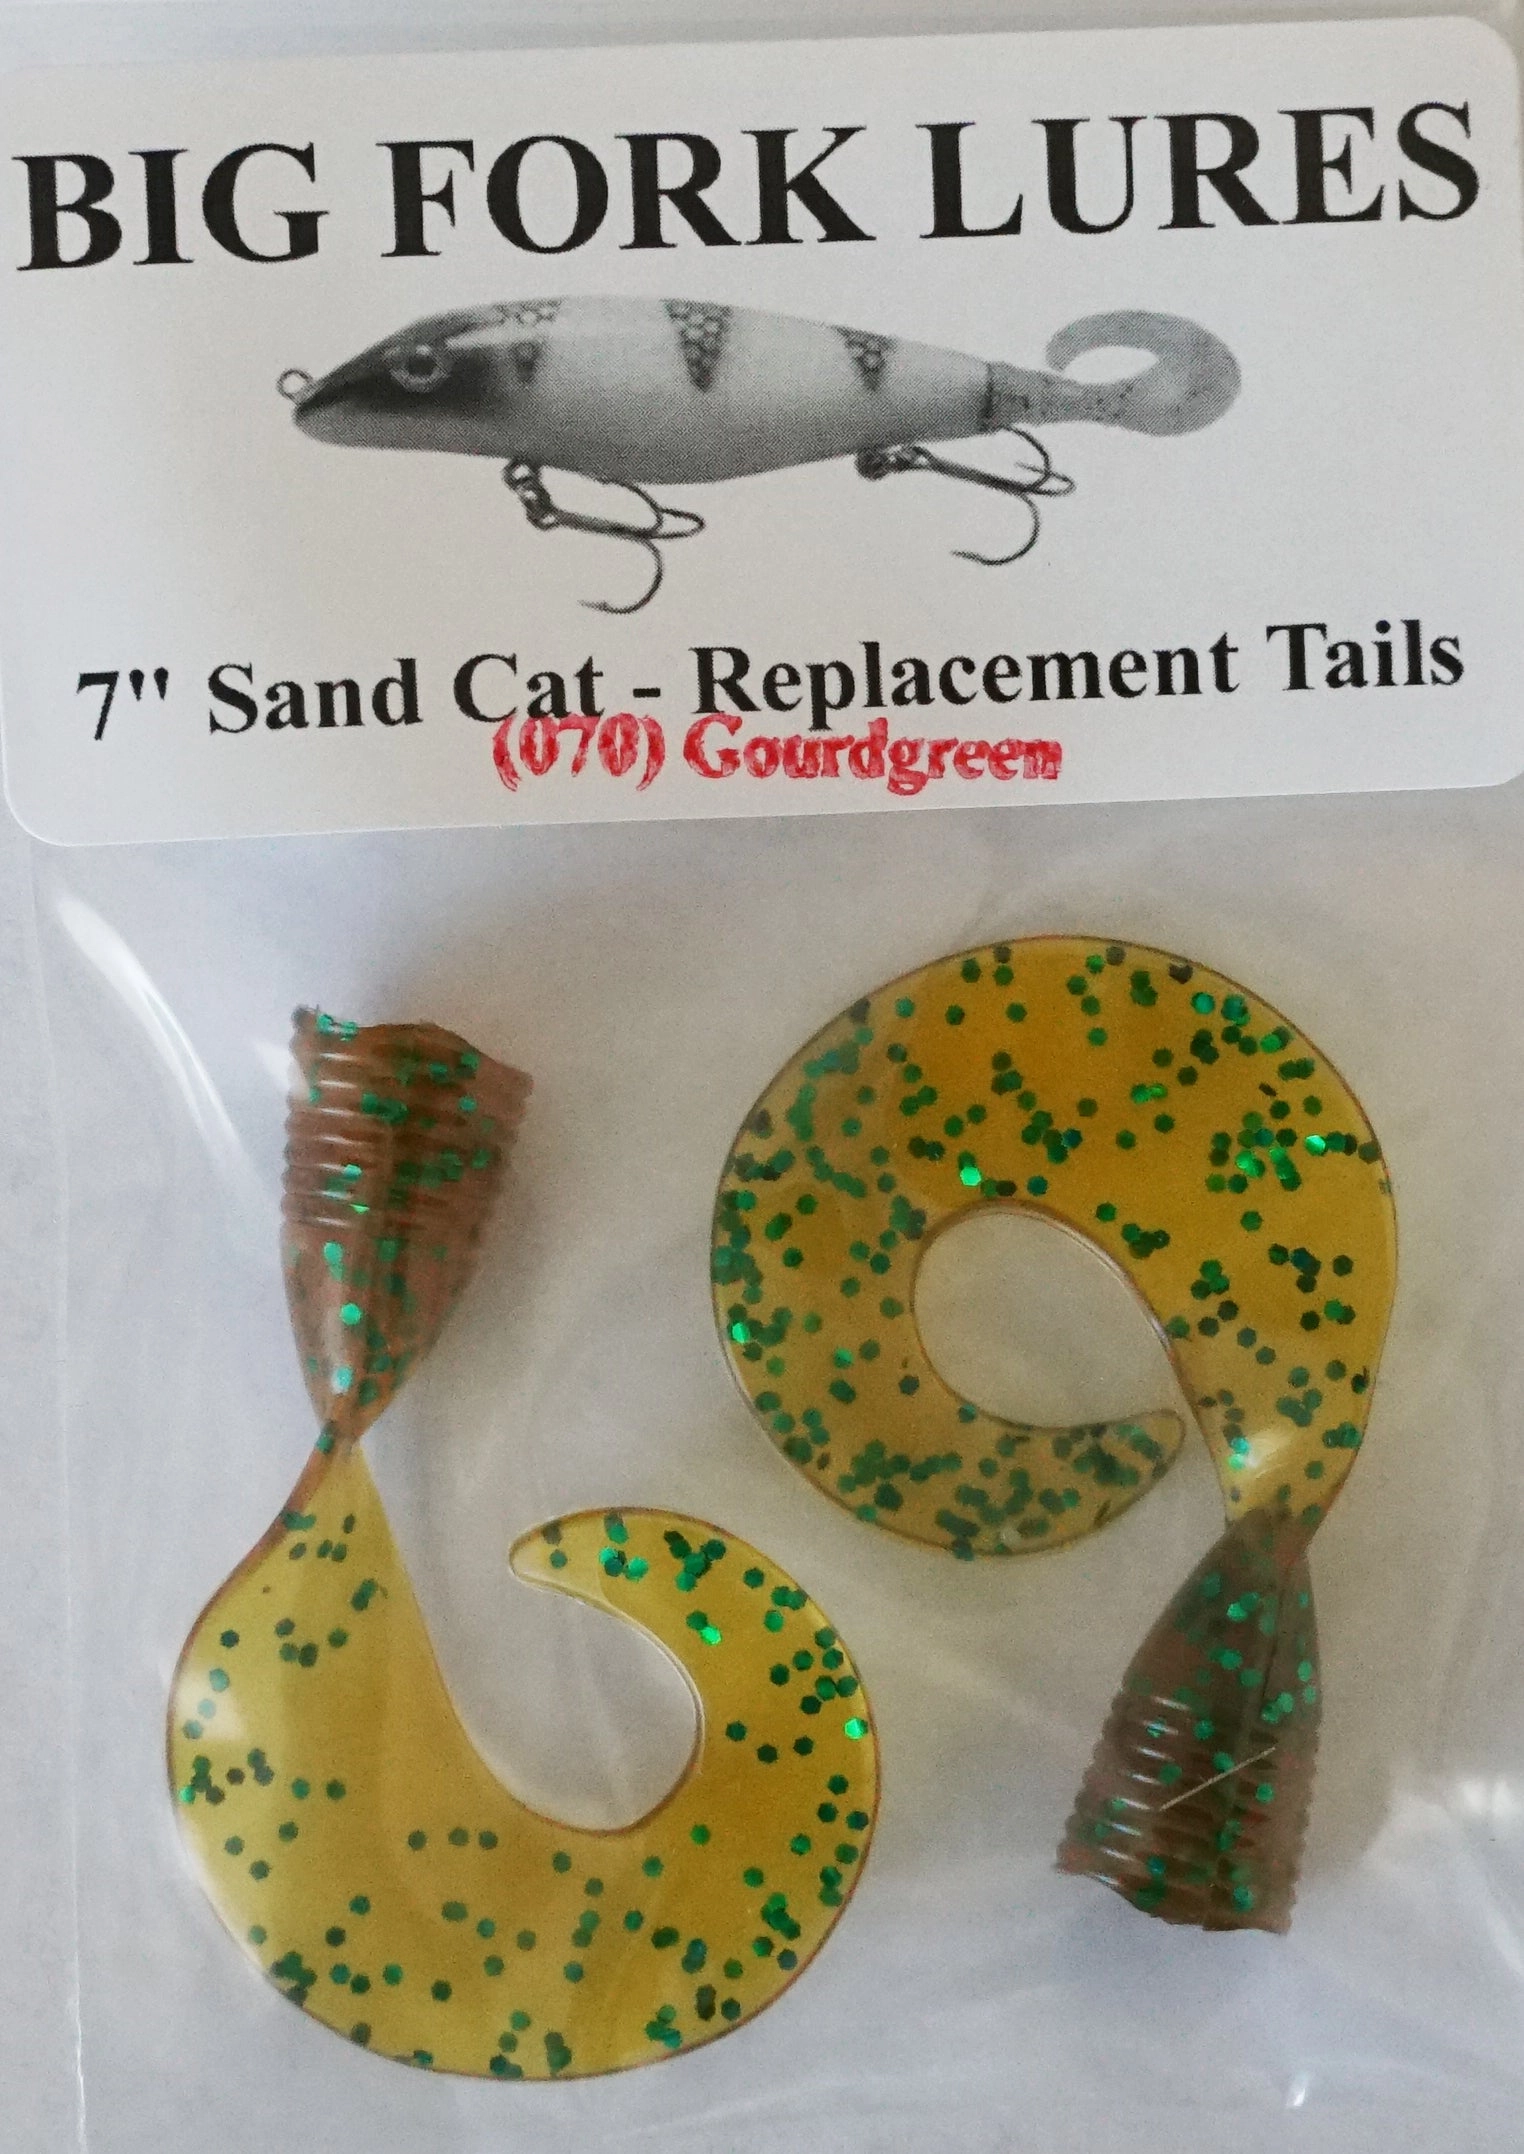 BIG FORK LURES
7" Sand Cat - Replacement Tails
(070) Gourdgreen